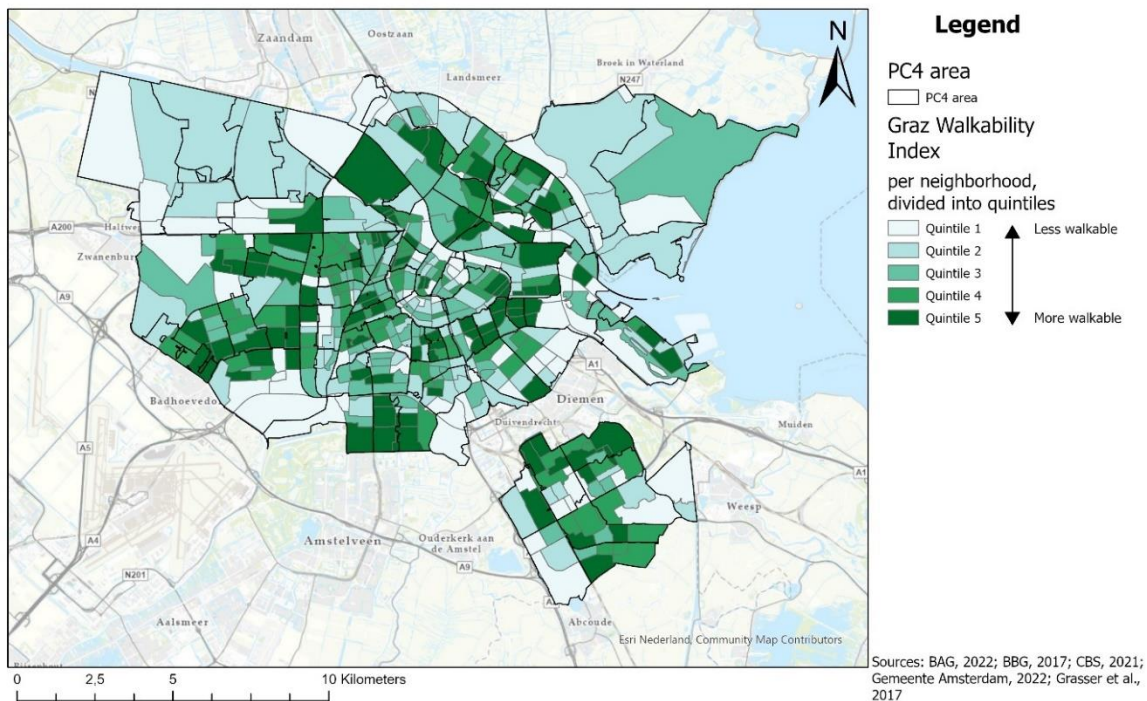 Zaandam
Oostzaan
Landsmeer
Broek in Waterland
N247
N
A200
Halfweg
Zwanenburg
A9
Badhoevedorp
A5
A4
N201
Aalsmeer
Amstelveen
Ouderkerk aan
de Amstel
A9
Duivendrecht
Diemen
A1
Muiden
A1
Weesp
Abcoude
Esri Nederland, Community Map Contributors
0 2,5 5 10 Kilometers
Legend
PC4 area
PC4 area
Graz Walkability
Index
per neighborhood,
divided into quintiles
Quintile 1 Less walkable
Quintile 2
Quintile 3
Quintile 4
Quintile 5 More walkable
Sources: BAG, 2022; BBG, 2017; CBS, 2021;
Gemeente Amsterdam, 2022; Grasser et al.,
2017